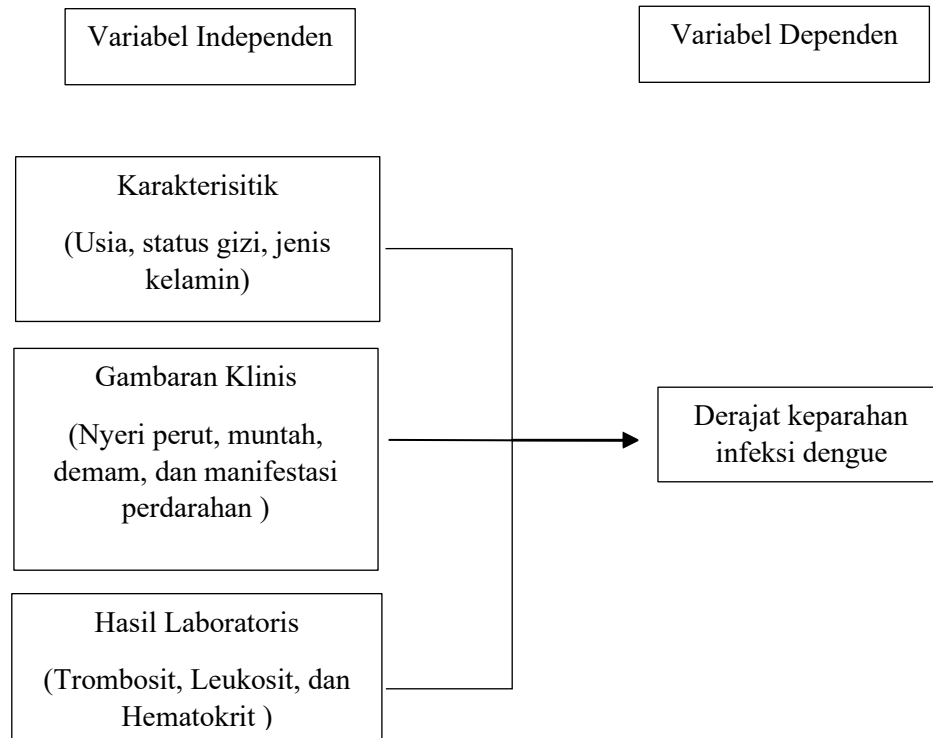 Variabel Independen
Variabel Dependen
Karakterisitik
(Usia, status gizi, jenis
kelamin)
Gambaran Klinis
(Nyeri perut, muntah,
demam, dan manifestasi
perdarahan )
Derajat keparahan
infeksi dengue
Hasil Laboratoris
(Trombosit, Leukosit, dan
Hematokrit )